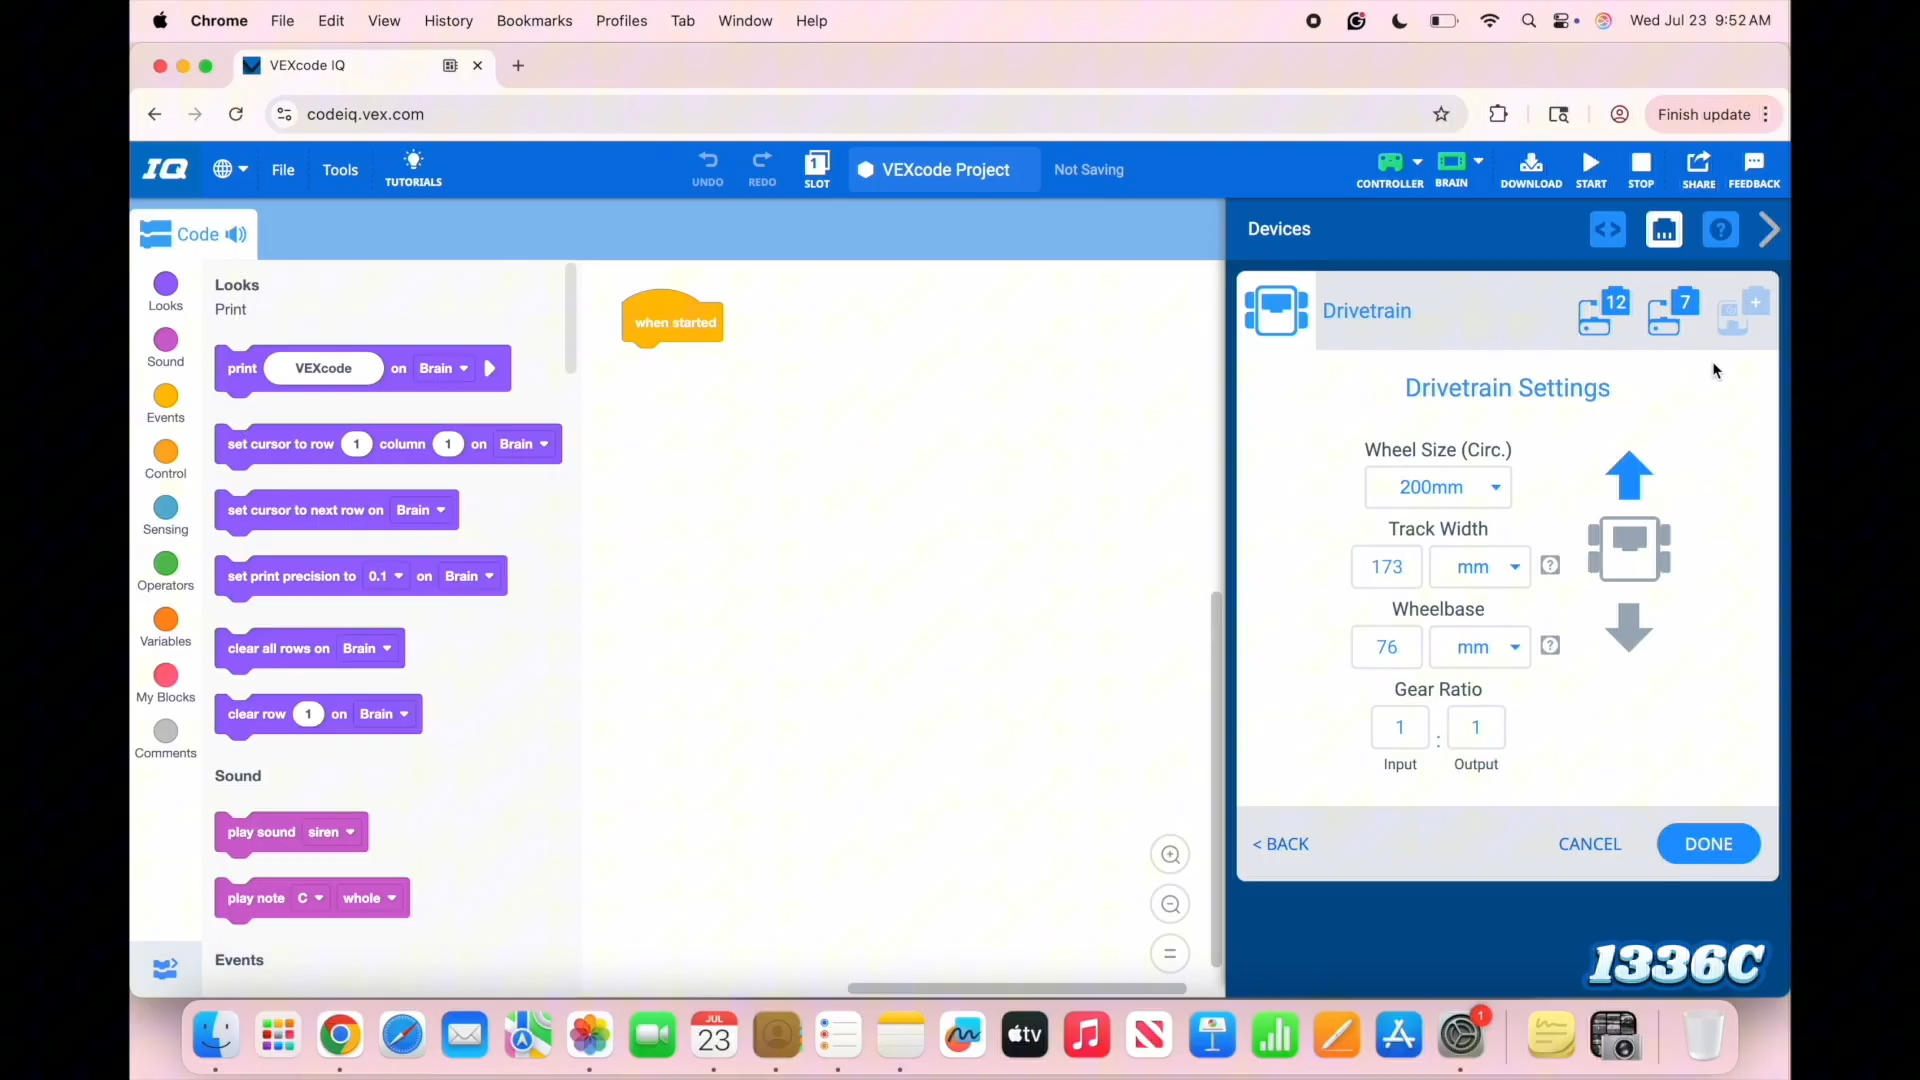 Chrome File Edit View History Bookmarks Profiles Tab Window Help Wed Jul 23 9:52 AM
VEXcode IQ
codeiq.vex.com Finish update
IQ File Tools TUTORIALS UNDO REDO 1 SLOT VEXcode Project Not Saving CONTROLLER BRAIN DOWNLOAD START STOP SHARE FEEDBACK
Code
Looks
Sound
Events
Control
Sensing
Operators
Variables
My Blocks
Comments
Looks
Print
print VEXcode on Brain
set cursor to row 1 column 1 on Brain
set cursor to next row on Brain
set print precision to 0.1 on Brain
clear all rows on Brain
clear row 1 on Brain
Sound
play sound siren
play note C whole
Events
when started
Devices
Drivetrain 12 7
Drivetrain Settings
Wheel Size (Circ.)
200mm
Track Width
173 mm
Wheelbase
76 mm
Gear Ratio
1 : 1
Input Output
< BACK CANCEL DONE
1336C
JUL
23
tv
1